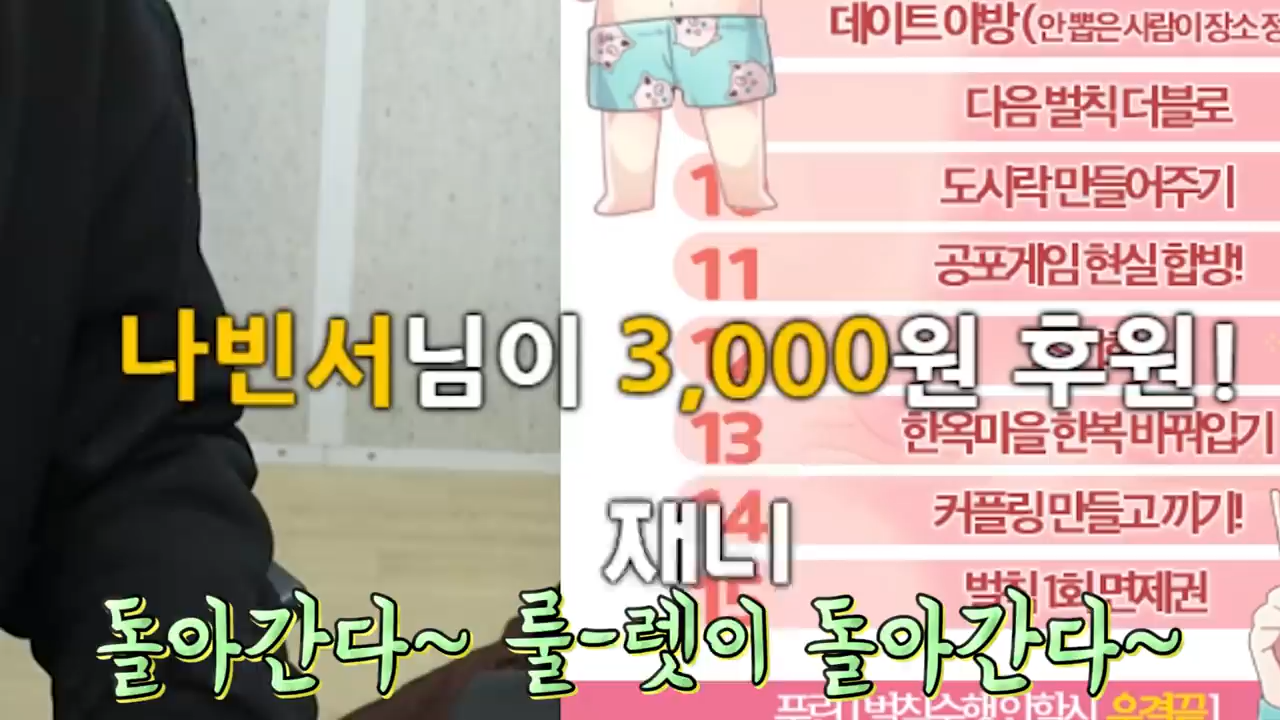 데이트 야방 (안 뽑은 사람이 장소 정
다음 벌칙 더블로
도시락 만들어주기
11 공포게임 현실 합방!
나빈서님이 3,000원 후원!
13 한옥마을 한복 바꿔입기
14 커플링 만들고 끼기!
재니
15 벌칙 1회 면제권
돌아간다~ 룰-렛이 돌아간다~